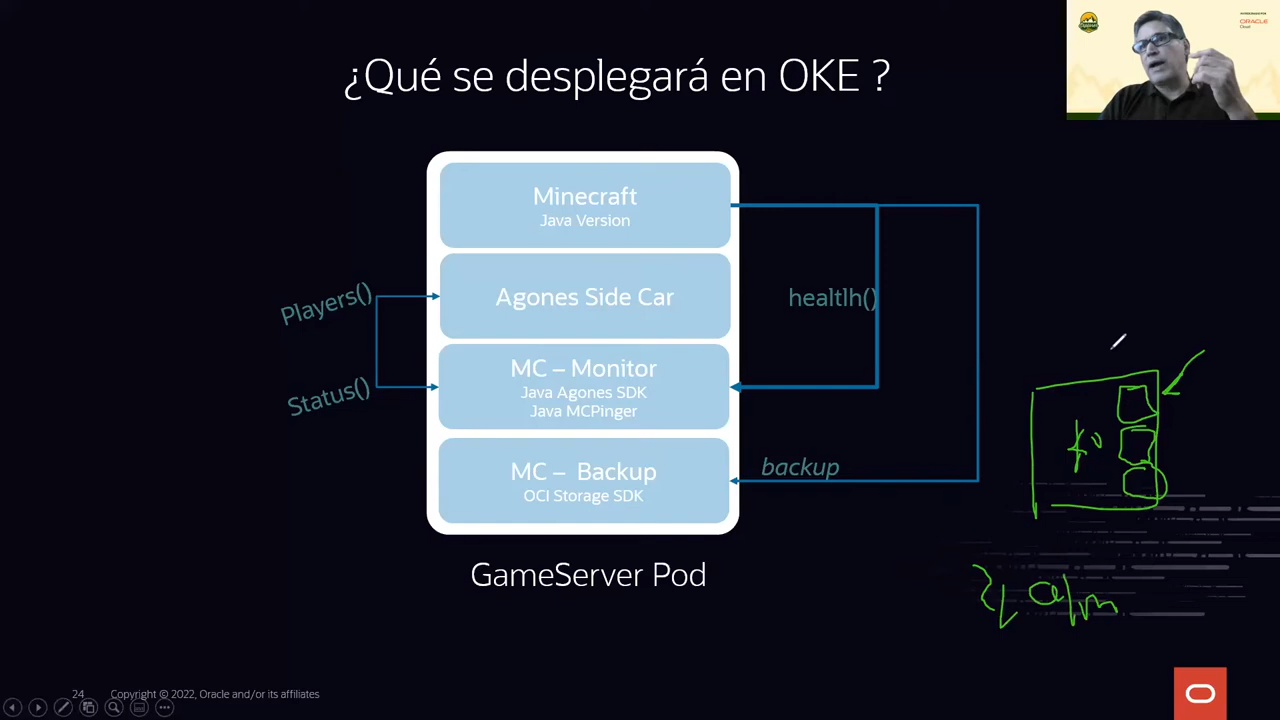 ¿Qué se desplegará en OKE ?
ORACLE
Cloud
Minecraft
Java Version
Agones Side Car
Players()
healtlh()
MC – Monitor
Java Agones SDK
Java MCPinger
Status()
MC – Backup
OCI Storage SDK
backup
GameServer Pod
24 Copyright © 2022, Oracle and/or its affiliates